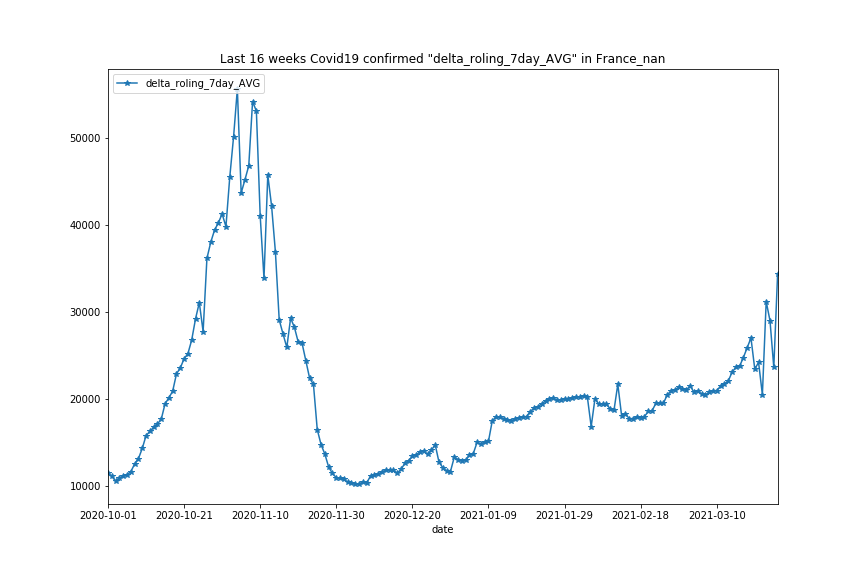 Last 16 weeks Covid19 confirmed "delta_roling_7day_AVG" in France_nan
delta_roling_7day_AVG
50000
40000
30000
20000
10000
2020-10-01 2020-10-21 2020-11-10 2020-11-30 2020-12-20 2021-01-09 2021-01-29 2021-02-18 2021-03-10
date